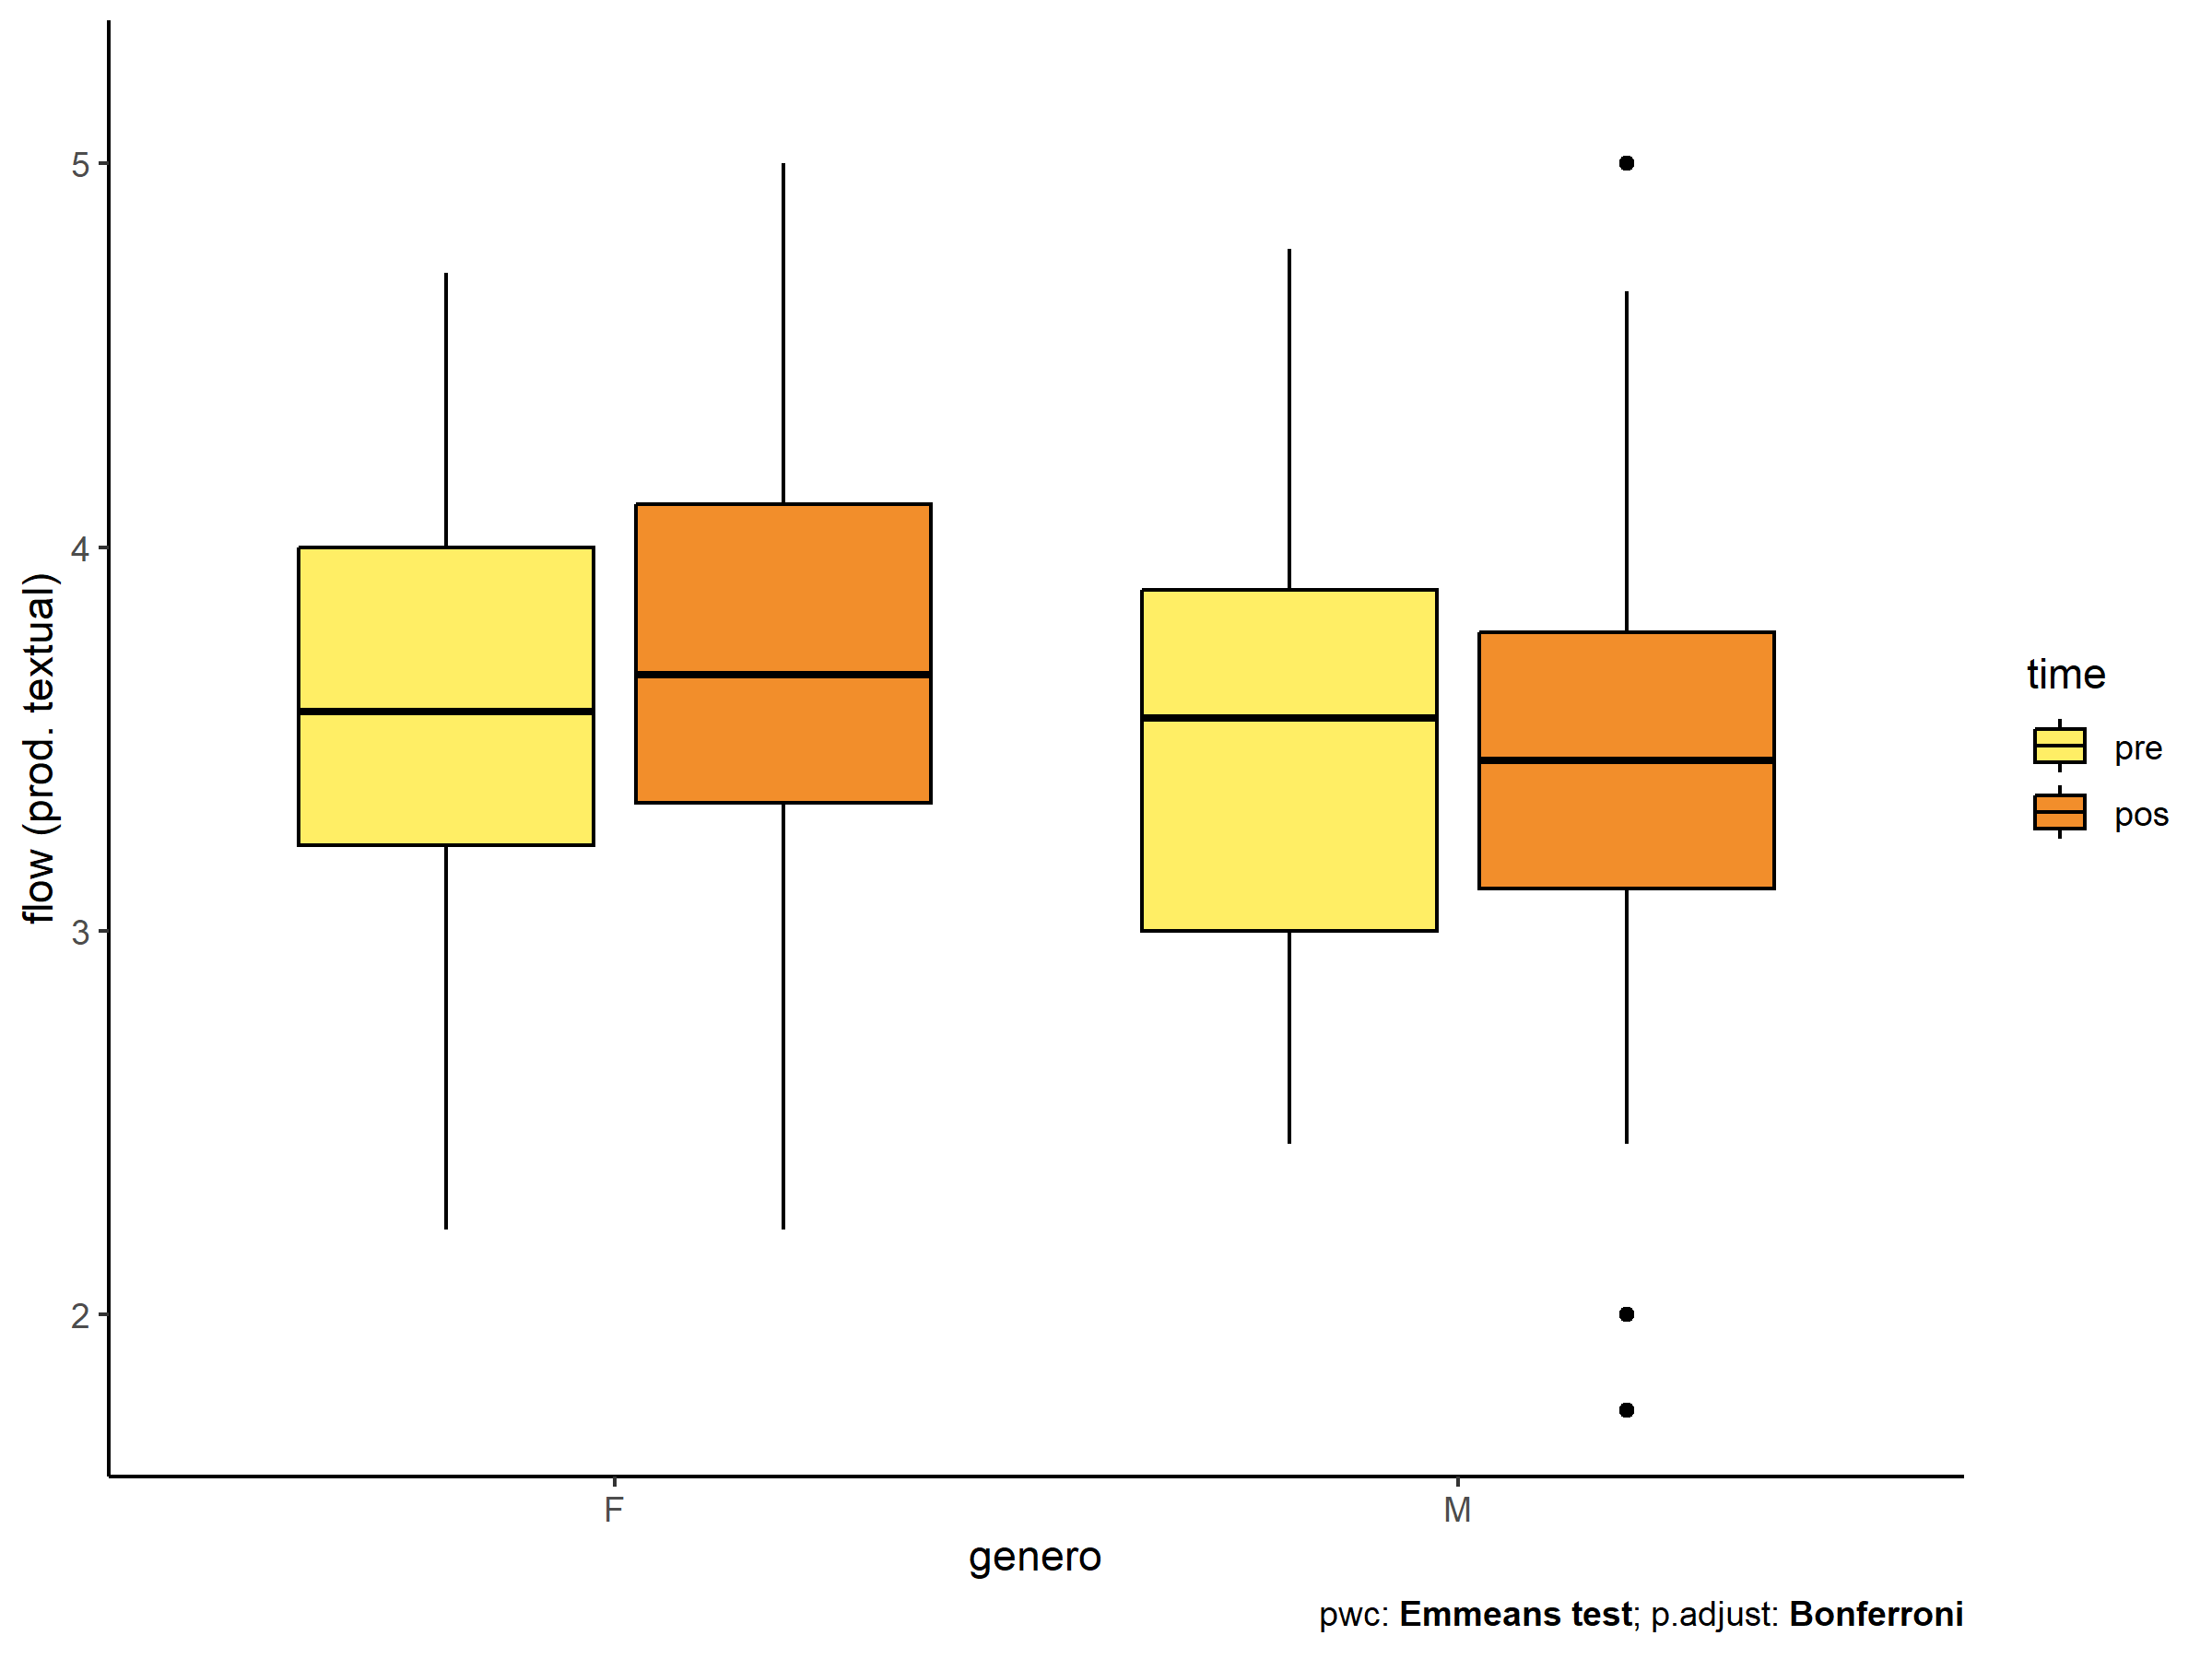 flow (prod. textual)
5
4
3
2
F
M
genero
time
pre
pos
pwc: Emmeans test; p.adjust: Bonferroni